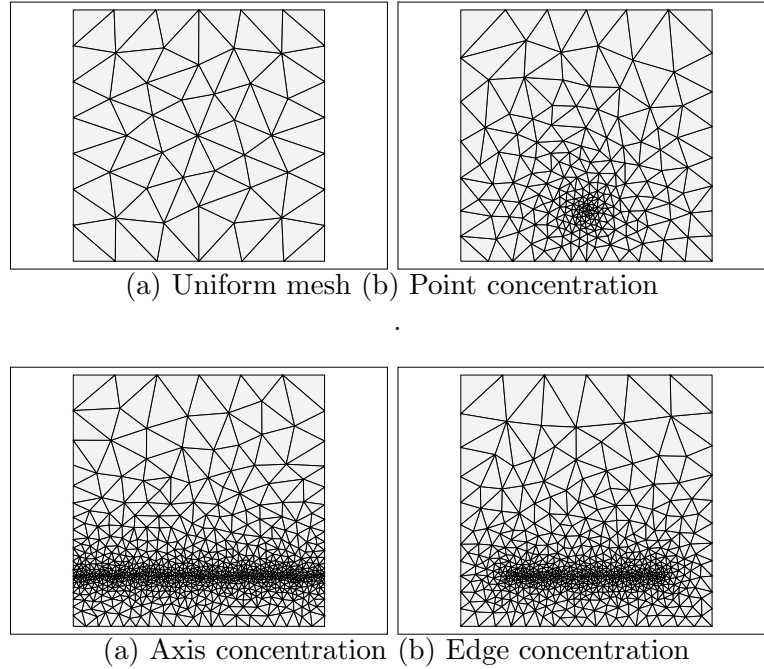 (a) Uniform mesh (b) Point concentration
.
(a) Axis concentration (b) Edge concentration